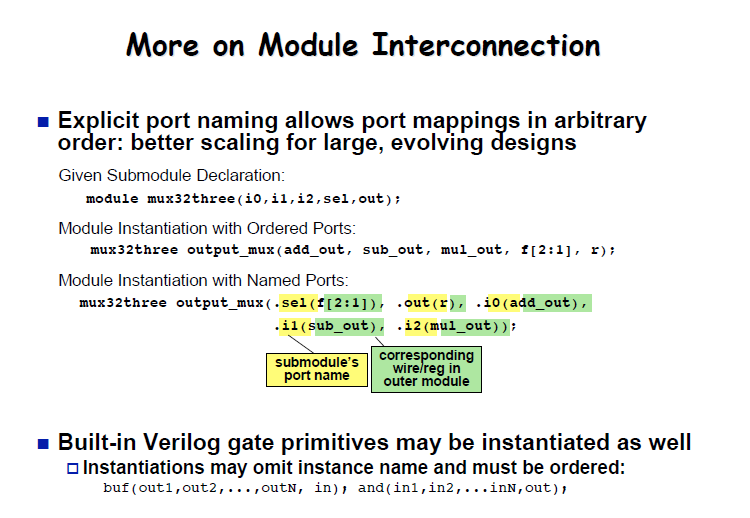 More on Module Interconnection
Explicit port naming allows port mappings in arbitrary
order: better scaling for large, evolving designs
Given Submodule Declaration:
module mux32three(i0,i1,i2,sel,out);
Module Instantiation with Ordered Ports:
mux32three output_mux(add_out, sub_out, mul_out, f[2:1], r);
Module Instantiation with Named Ports:
mux32three output_mux(.sel(f[2:1]), .out(r), .i0(add_out),
.i1(sub_out), .i2(mul_out));
submodule's
port name
corresponding
wire/reg in
outer module
Built-in Verilog gate primitives may be instantiated as well
Instantiations may omit instance name and must be ordered:
buf(out1,out2,...,outN, in); and(in1,in2,...inN,out);